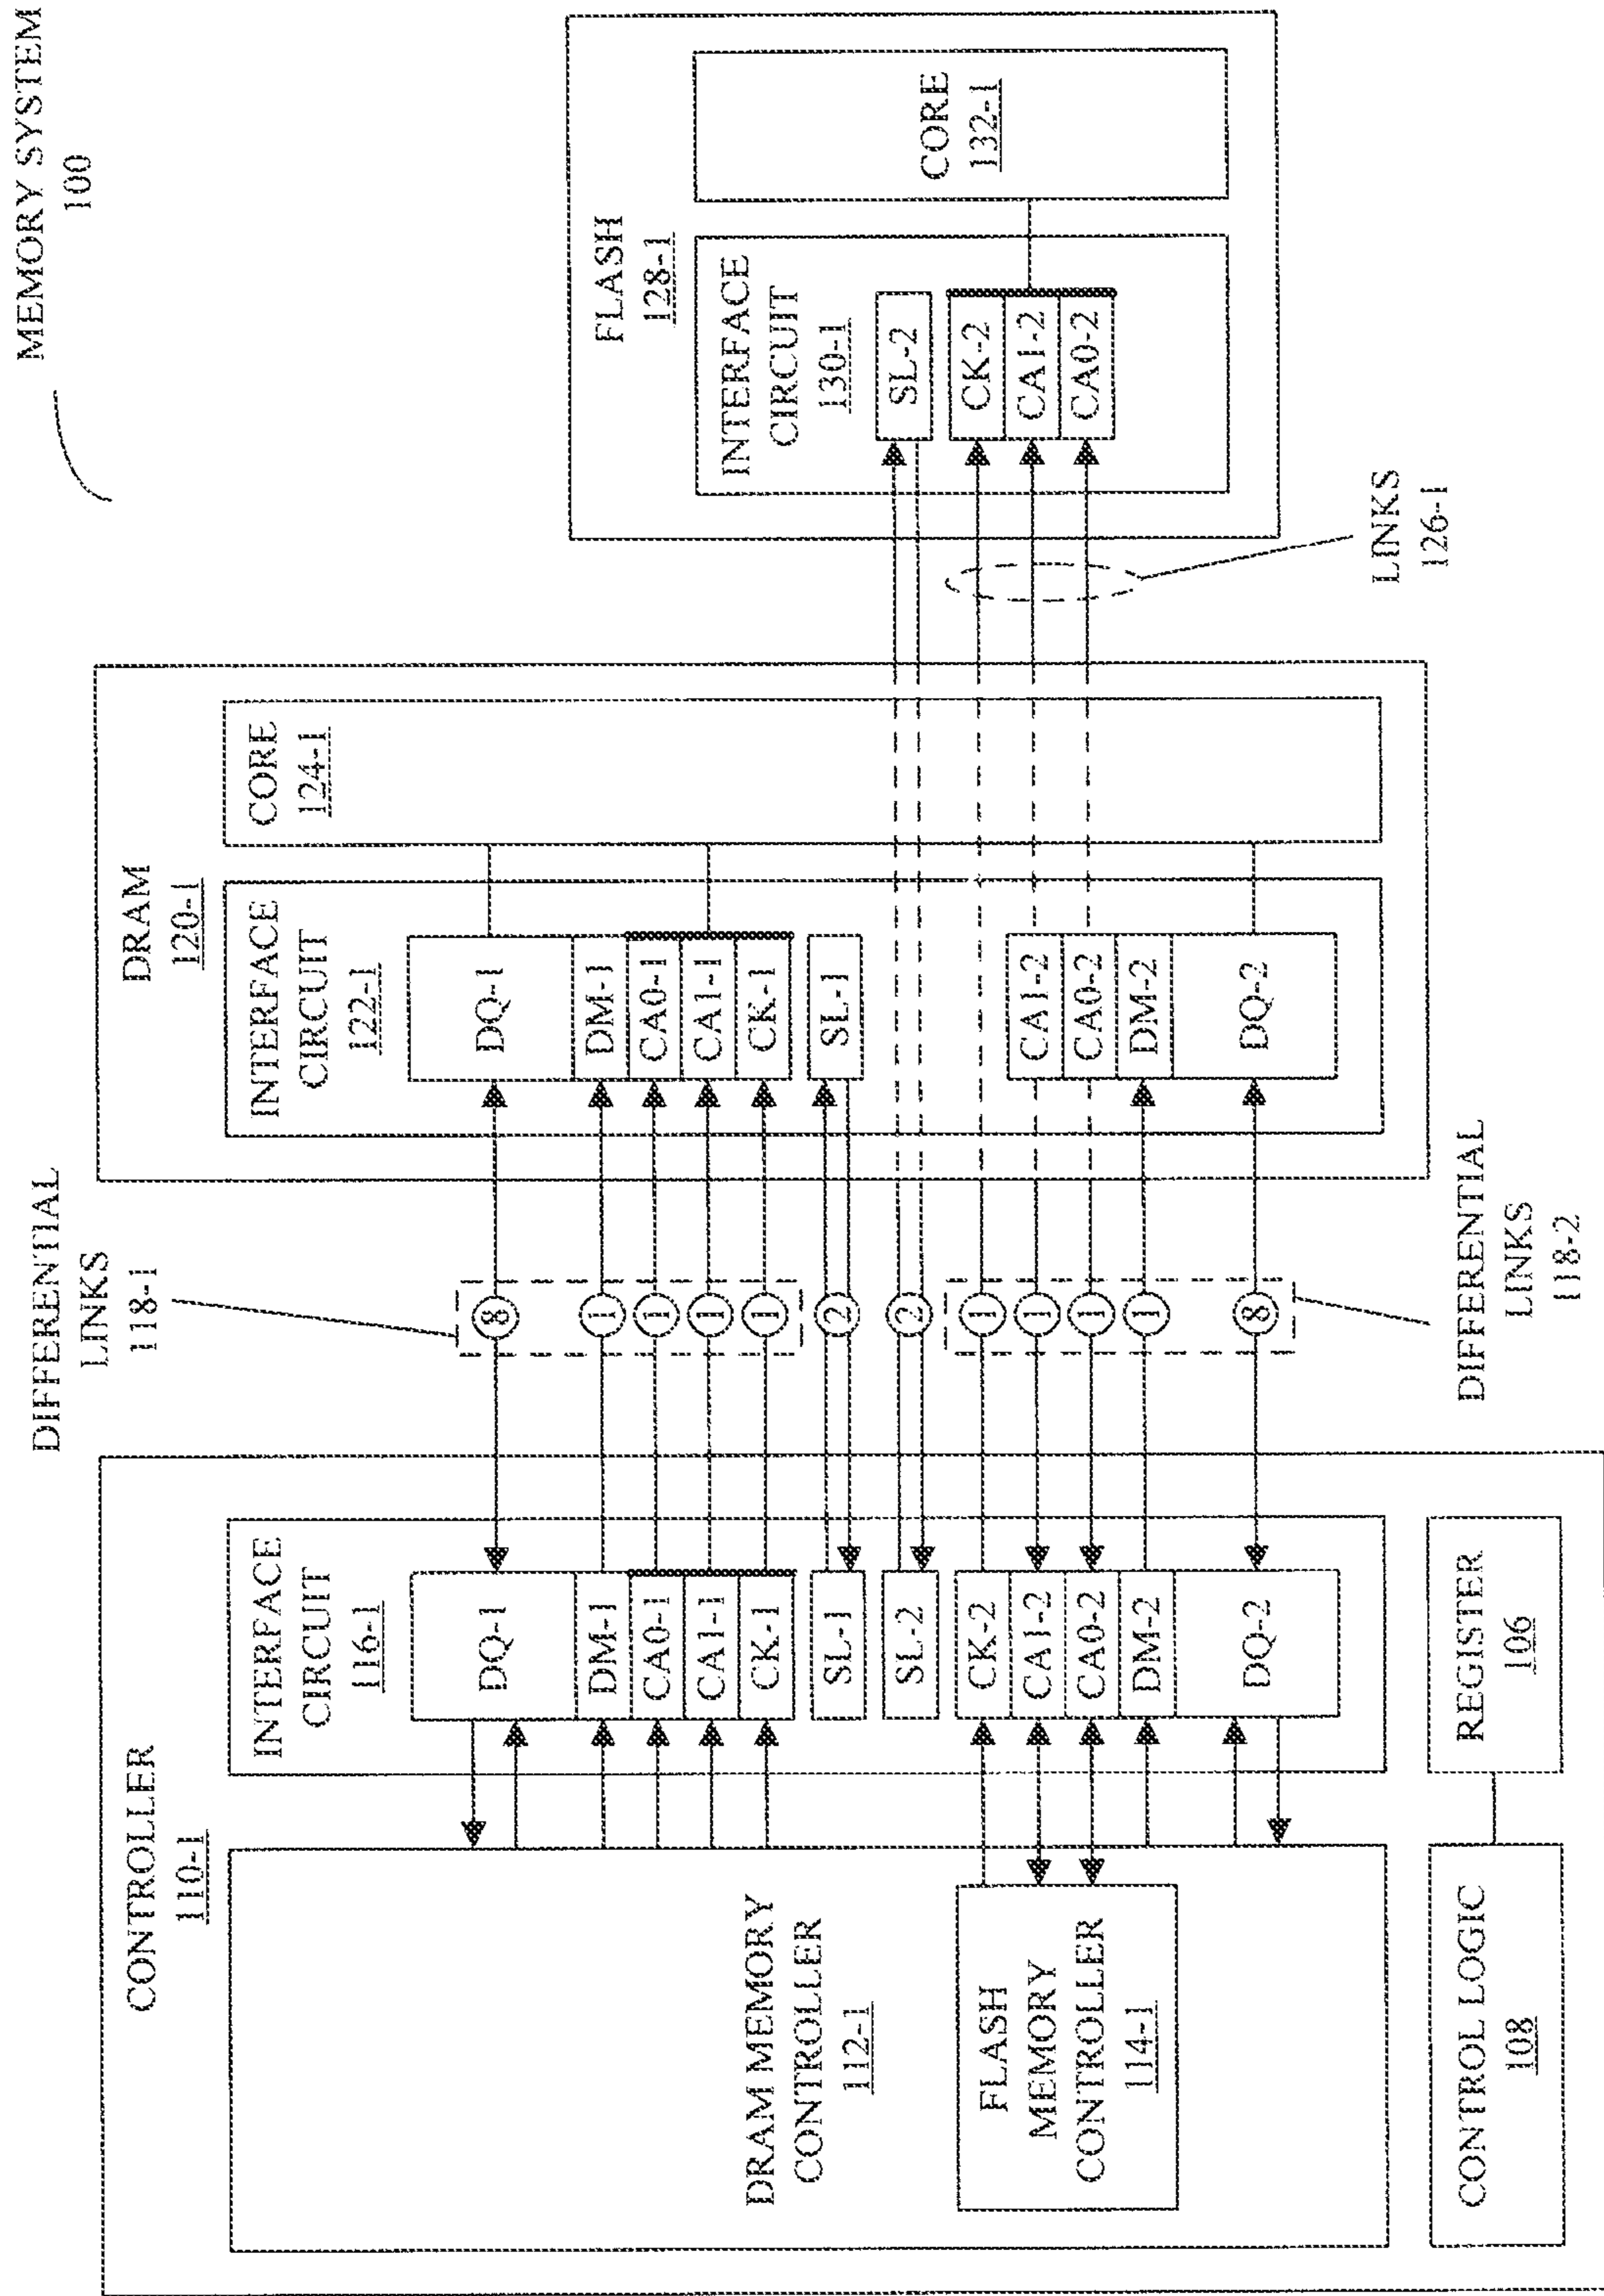 MEMORY SYSTEM
100
CONTROLLER
110-1
DRAM MEMORY
CONTROLLER
112-1
FLASH
MEMORY
CONTROLLER
114-1
CONTROL LOGIC
108
REGISTER
106
INTERFACE
CIRCUIT
116-1
DQ-1
DM-1
CA0-1
CA1-1
CK-1
SL-1
SL-2
CK-2
CA1-2
CA0-2
DM-2
DQ-2
DIFFERENTIAL
LINKS
118-1
8
1
1
1
1
2
2
1
1
1
1
8
DIFFERENTIAL
LINKS
118-2
DRAM
120-1
INTERFACE
CIRCUIT
122-1
DQ-1
DM-1
CA0-1
CA1-1
CK-1
SL-1
CA1-2
CA0-2
DM-2
DQ-2
CORE
124-1
LINKS
126-1
FLASH
128-1
INTERFACE
CIRCUIT
130-1
SL-2
CK-2
CA1-2
CA0-2
CORE
132-1